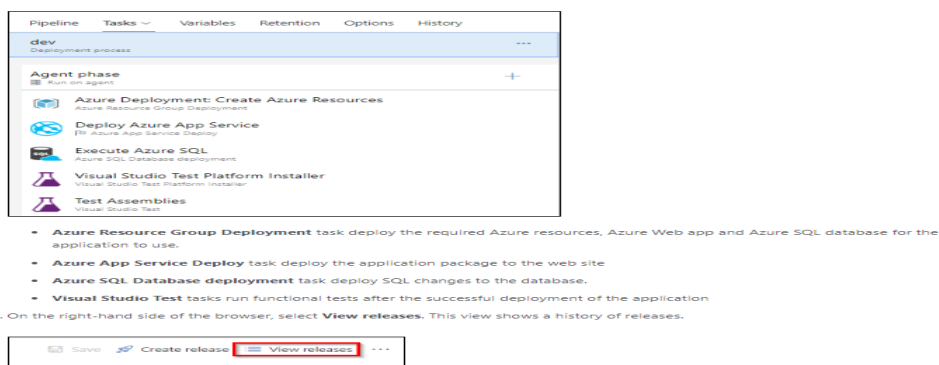 Pipeline Tasks Variables Retention Options History
dev
Deployment process
Agent phase
Run on agent
Azure Deployment: Create Azure Resources
Azure Resource Group Deployment
Deploy Azure App Service
Azure App Service Deploy
Execute Azure SQL
Azure SQL Database deployment
Visual Studio Test Platform Installer
Visual Studio Test Platform Installer
Test Assemblies
Visual Studio Test
• Azure Resource Group Deployment task deploy the required Azure resources, Azure Web app and Azure SQL database for the
application to use.
• Azure App Service Deploy task deploy the application package to the web site
• Azure SQL Database deployment task deploy SQL changes to the database.
• Visual Studio Test tasks run functional tests after the successful deployment of the application
. On the right-hand side of the browser, select View releases. This view shows a history of releases.
Save Create release View releases ...